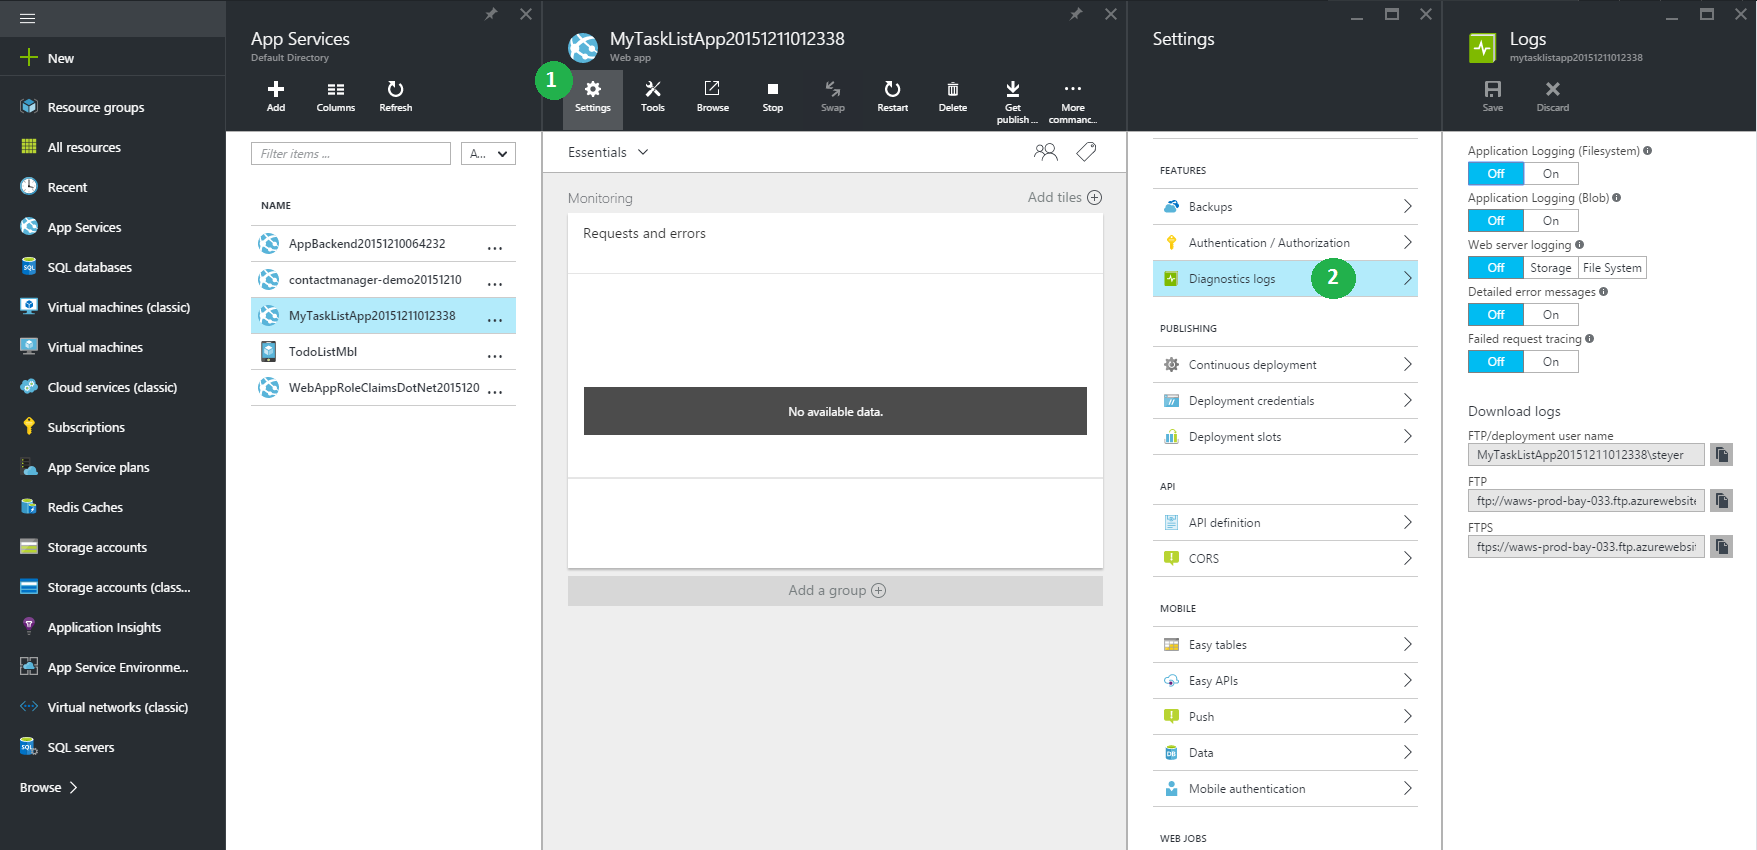 New
Resource groups
All resources
Recent
App Services
SQL databases
Virtual machines (classic)
Virtual machines
Cloud services (classic)
Subscriptions
App Service plans
Redis Caches
Storage accounts
Storage accounts (class...
Application Insights
App Service Environme...
Virtual networks (classic)
SQL servers
Browse
App Services
Default Directory
Add
Columns
Refresh
Filter items ...
A...
NAME
AppBackend20151210064232
contactmanager-demo20151210
MyTaskListApp20151211012338
TodoListMbl
WebAppRoleClaimsDotNet2015120
MyTaskListApp20151211012338
Web app
1
Settings
Tools
Browse
Stop
Swap
Restart
Delete
Get publish ...
More commanc...
Essentials
Monitoring
Add tiles
Requests and errors
No available data.
Add a group
Settings
FEATURES
Backups
Authentication / Authorization
Diagnostics logs
2
PUBLISHING
Continuous deployment
Deployment credentials
Deployment slots
API
API definition
CORS
MOBILE
Easy tables
Easy APIs
Push
Data
Mobile authentication
WEB JOBS
Logs
mytasklistapp20151211012338
Save
Discard
Application Logging (Filesystem)
Off On
Application Logging (Blob)
Off On
Web server logging
Off Storage File System
Detailed error messages
Off On
Failed request tracing
Off On
Download logs
FTP/deployment user name
MyTaskListApp20151211012338\steyer
FTP
ftp://waws-prod-bay-033.ftp.azurewebsite
FTPS
ftps://waws-prod-bay-033.ftp.azurewebsi